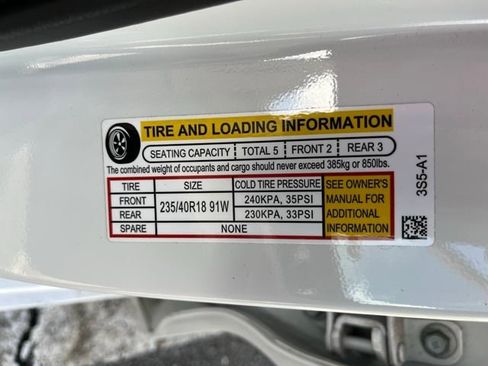 TIRE AND LOADING INFORMATION
SEATING CAPACITY TOTAL 5 FRONT 2 REAR 3
The combined weight of occupants and cargo should never exceed 385kg or 850lbs.
TIRE SIZE COLD TIRE PRESSURE SEE OWNER'S
FRONT 235/40R18 91W 240KPA, 35PSI MANUAL FOR
REAR 230KPA, 33PSI ADDITIONAL
SPARE NONE INFORMATION
3S5-A1